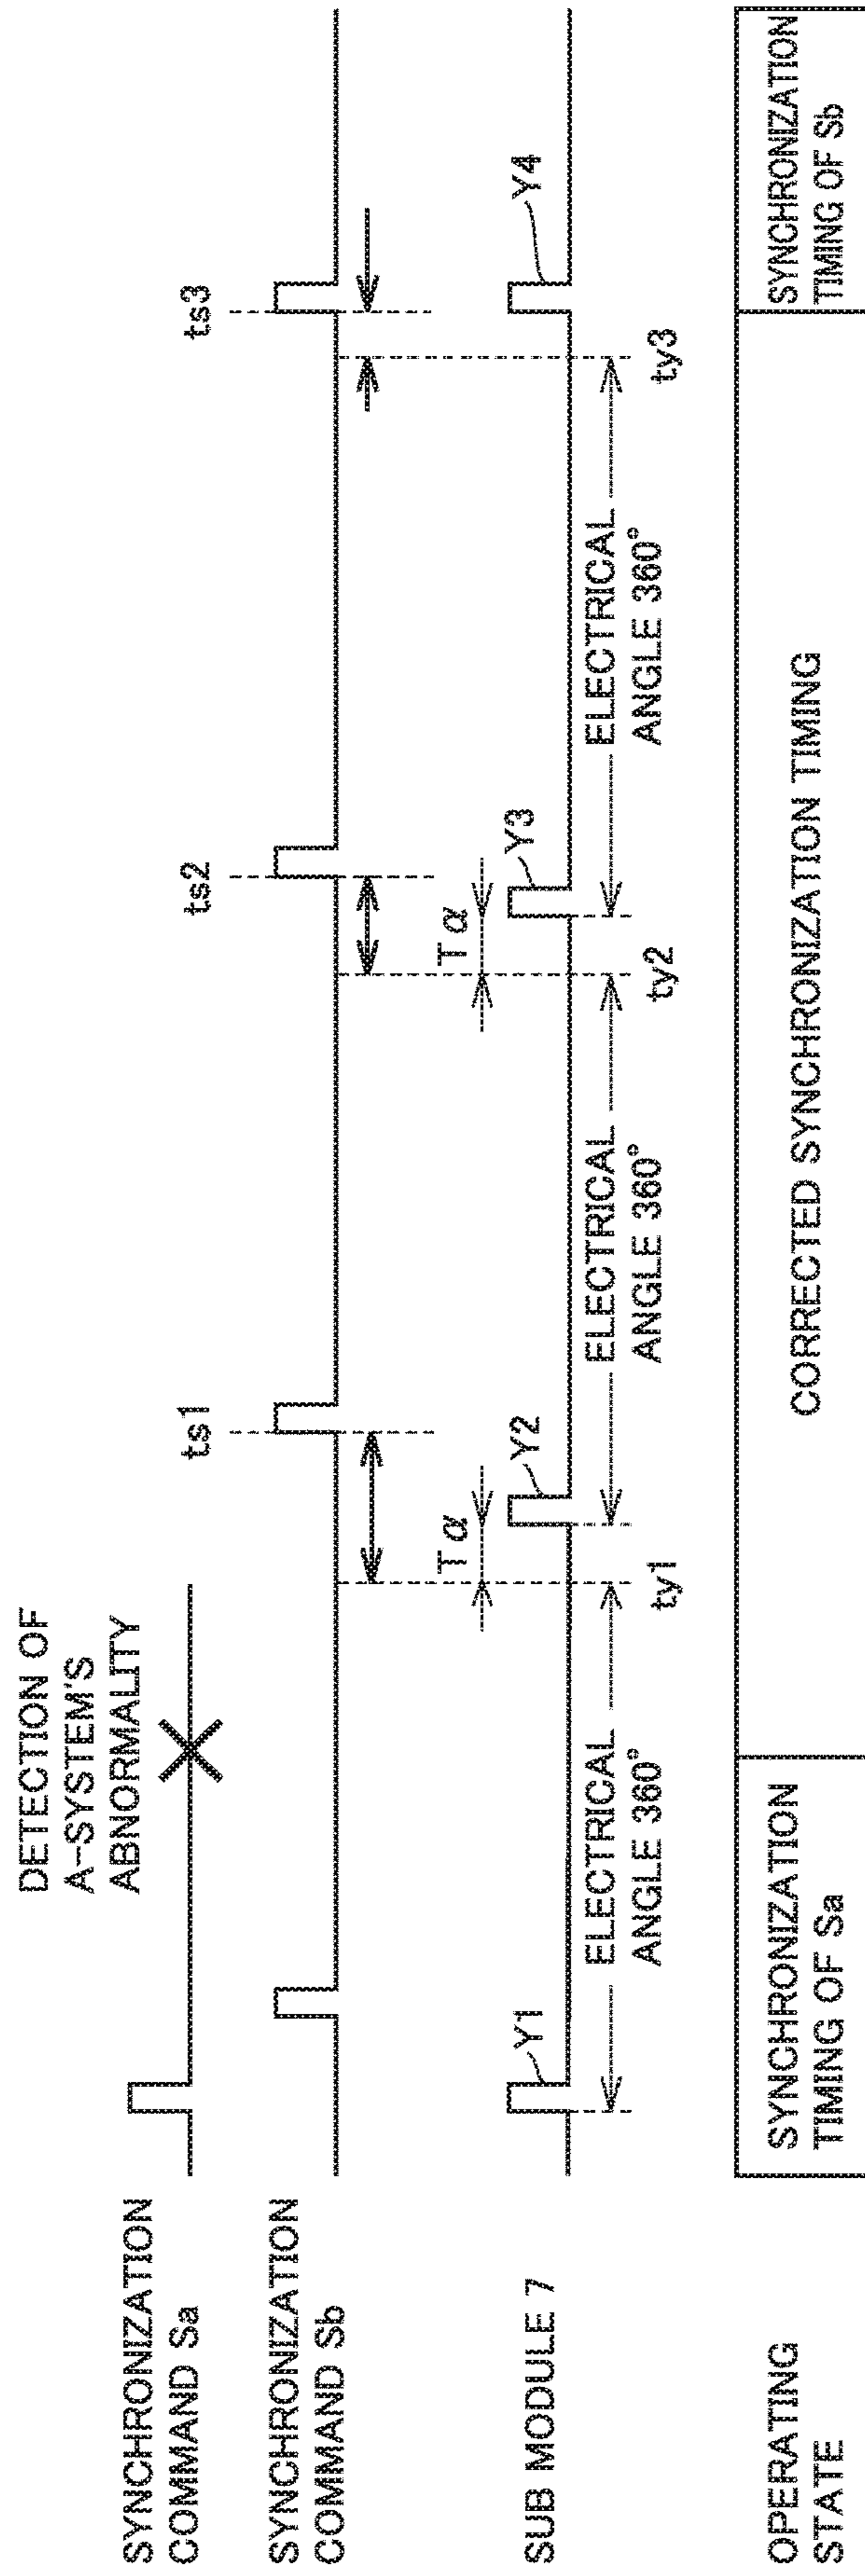 DETECTION OF
A-SYSTEM'S
ABNORMALITY
SYNCHRONIZATION
COMMAND Sa
ts1
ts2
ts3
SYNCHRONIZATION
COMMAND Sb
Tα
Tα
SUB MODULE 7
Y1
Y2
Y3
Y4
ELECTRICAL
ANGLE 360°
ELECTRICAL
ANGLE 360°
ELECTRICAL
ANGLE 360°
ty1
ty2
ty3
OPERATING
STATE
SYNCHRONIZATION
TIMING OF Sa
CORRECTED SYNCHRONIZATION TIMING
SYNCHRONIZATION
TIMING OF Sb